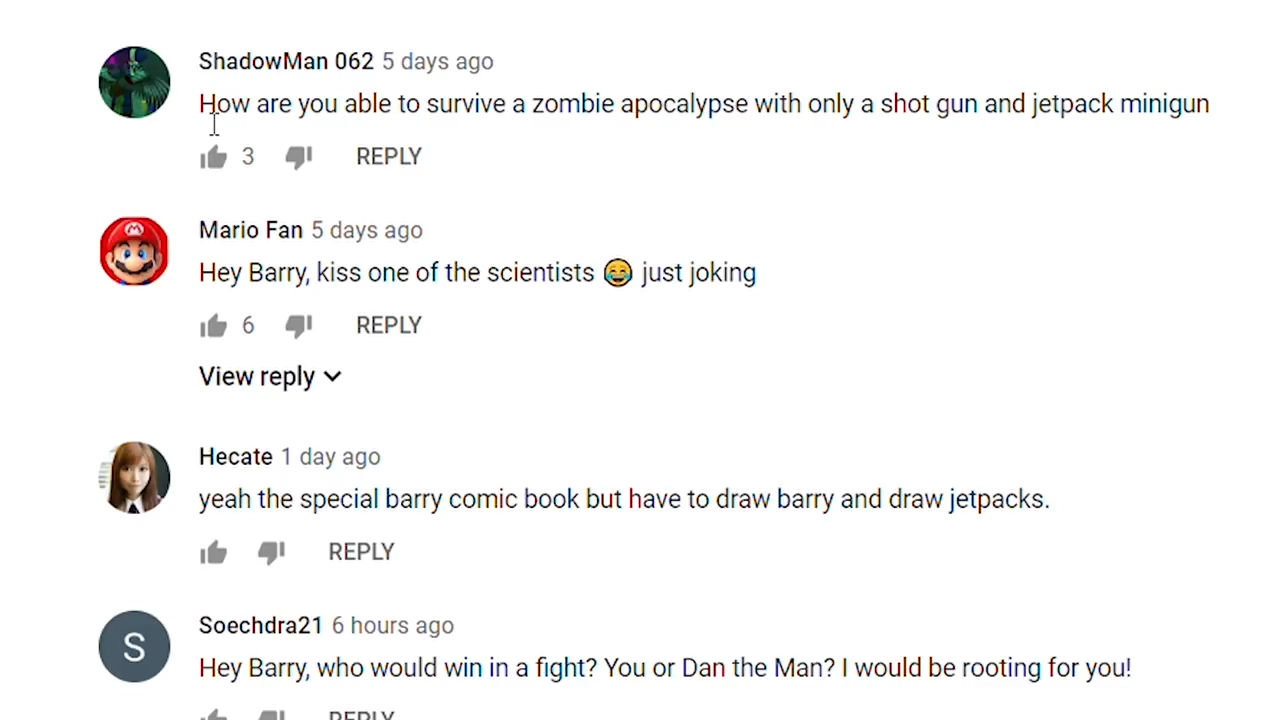 ShadowMan 062 5 days ago
How are you able to survive a zombie apocalypse with only a shot gun and jetpack minigun
3 REPLY
Mario Fan 5 days ago
Hey Barry, kiss one of the scientists 😂 just joking
6 REPLY
View reply
Hecate 1 day ago
yeah the special barry comic book but have to draw barry and draw jetpacks.
REPLY
S
Soechdra21 6 hours ago
Hey Barry, who would win in a fight? You or Dan the Man? I would be rooting for you!
REPLY